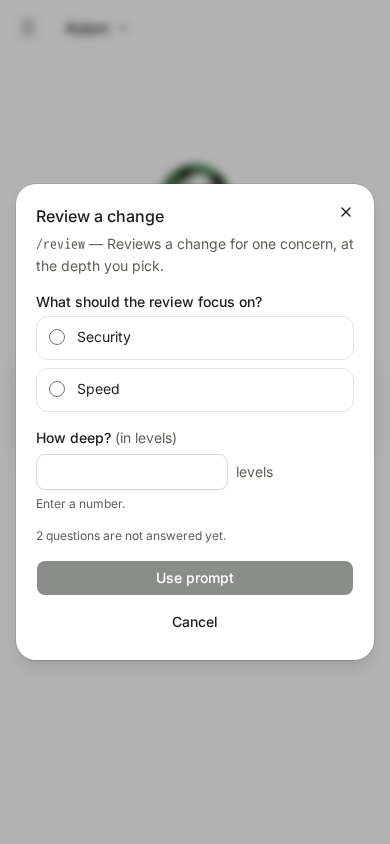 Adam
Review a change
/review — Reviews a change for one concern, at
the depth you pick.
What should the review focus on?
Security
Speed
How deep? (in levels)
levels
Enter a number.
2 questions are not answered yet.
Use prompt
Cancel